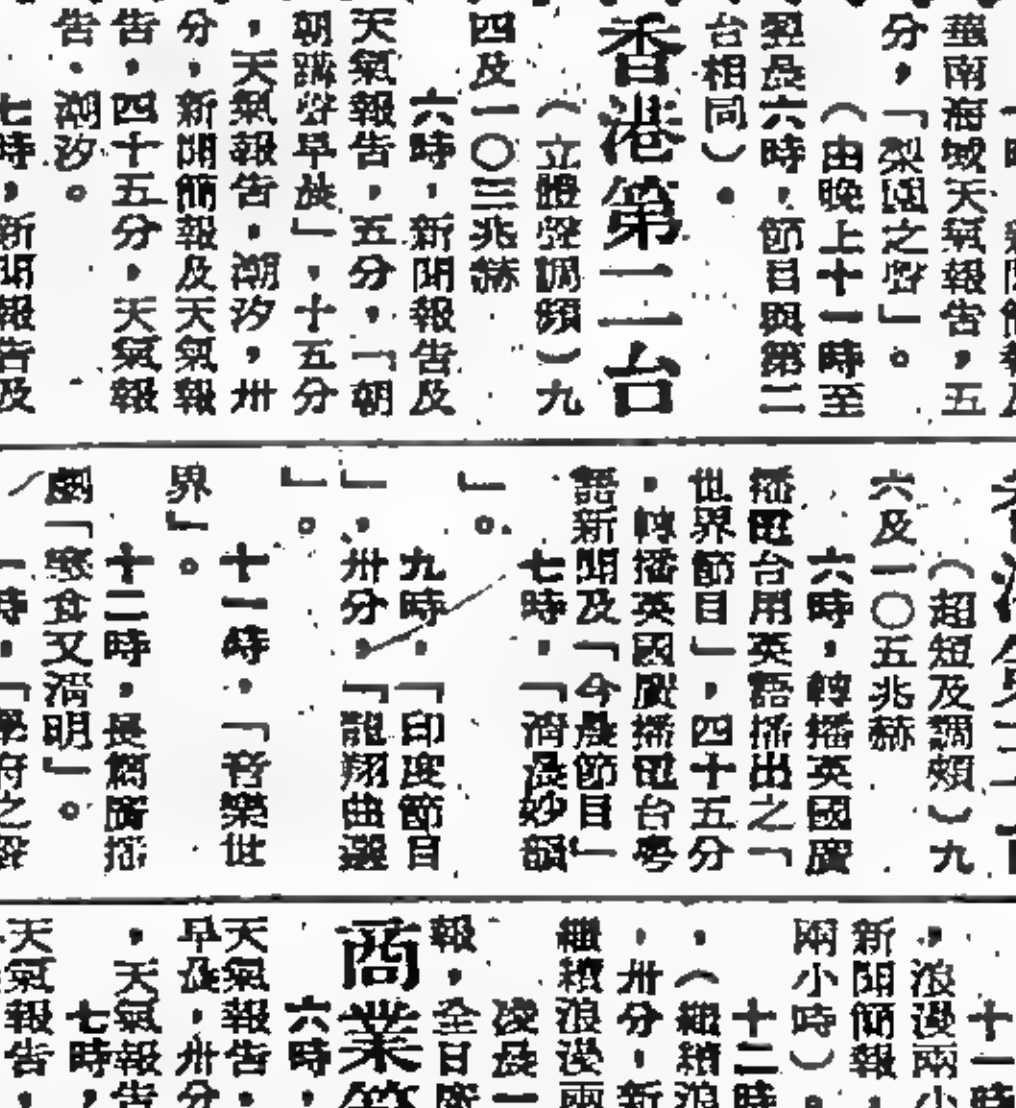 華南海域天氣報告，五
分，「梨園之聲」。
（由晚上十一時至
翌晨六時，節目與第二
台相同）。
香港第二台
（立體聲調頻）九
四及一〇三兆赫
六時，新聞報告及
天氣報告，五分，「朝
朝講聲早晨」，十五分
，天氣報告，潮汐，卅
分，新聞簡報及天氣報
告，四十五分，天氣報
告，潮汐。
七時，新聞報告及
（超短及調頻）九
六及一〇五兆赫
六時，轉播英國廣
播電台用英語播出之「
世界節目」，四十五分
，轉播英國廣播電台粵
語新聞及「今晨節目」
七時，「清晨妙韻
」。
九時，「印度節目
」，卅分，「龍翔曲選
」。
十一時，「音樂世
界」。
十二時，長篇廣播
劇「寒食又清明」。
時，「學府之聲
十一時
，浪漫兩小
新聞簡報，
兩小時）。
十二時
，（繼續浪
，卅分，新
繼續浪漫兩
凌晨一
報，全日廣
商業
六時，
天氣報告，
早晨，卅分
，天氣報告
七時，
天氣報告，